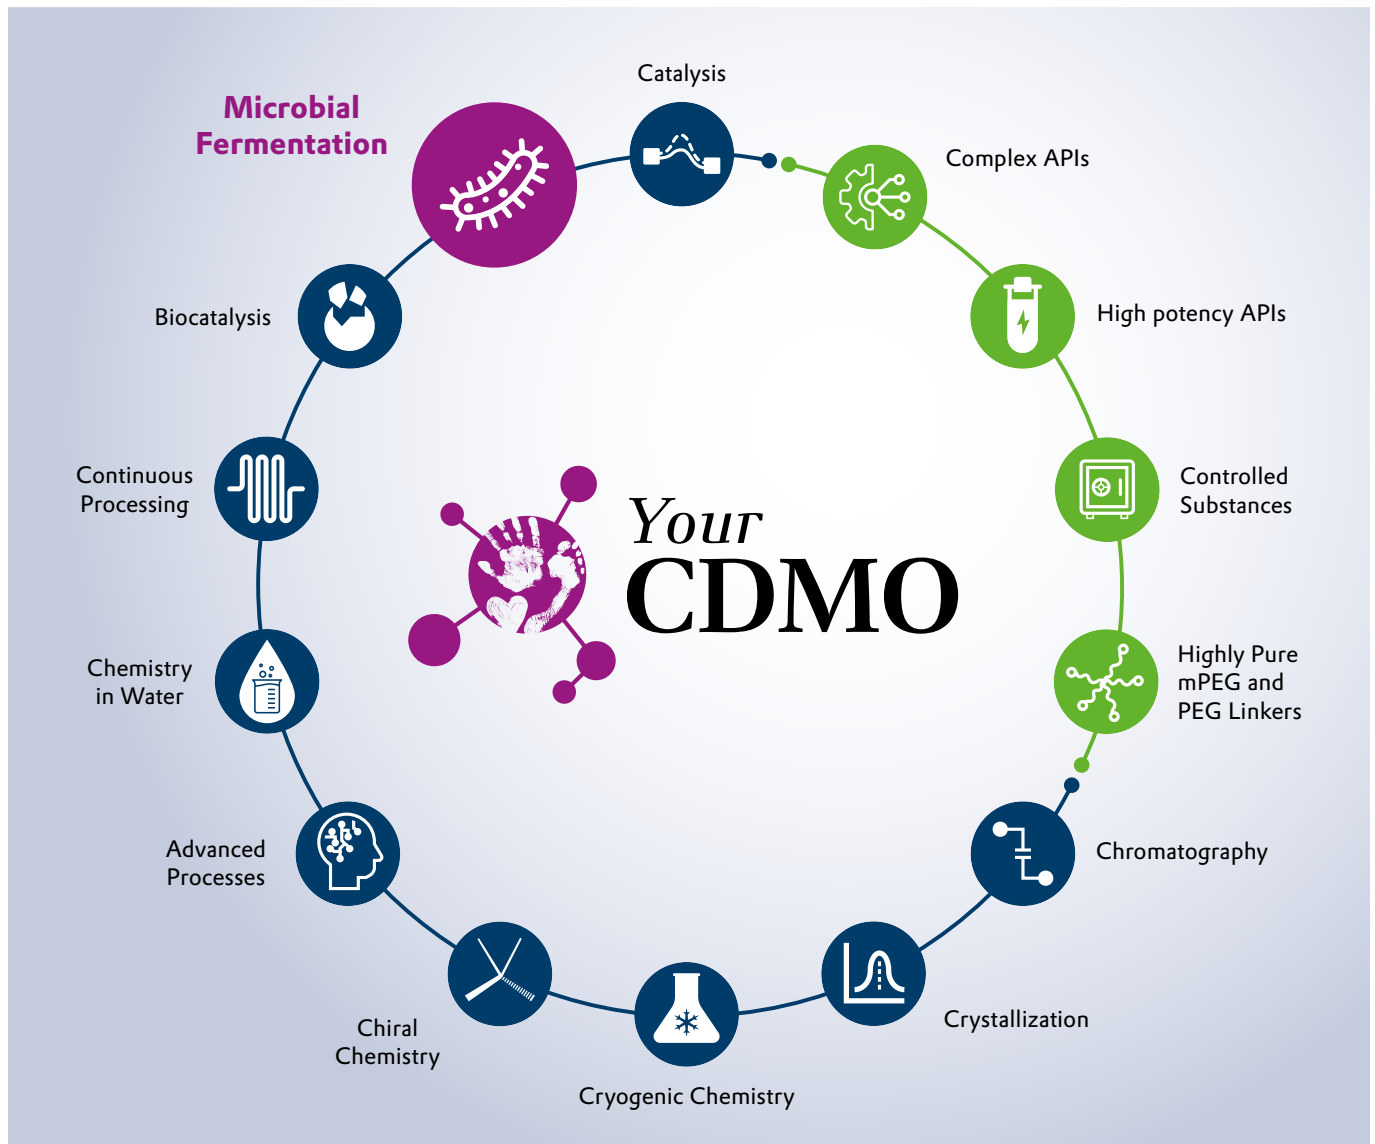 Catalysis
Microbial
Fermentation
Complex APIs
High potency APIs
Biocatalysis
Continuous
Processing
Controlled
Substances
Your
CDMO
Chemistry
in Water
Highly Pure
mPEG and
PEG Linkers
Advanced
Processes
Chromatography
Chiral
Chemistry
Crystallization
Cryogenic Chemistry